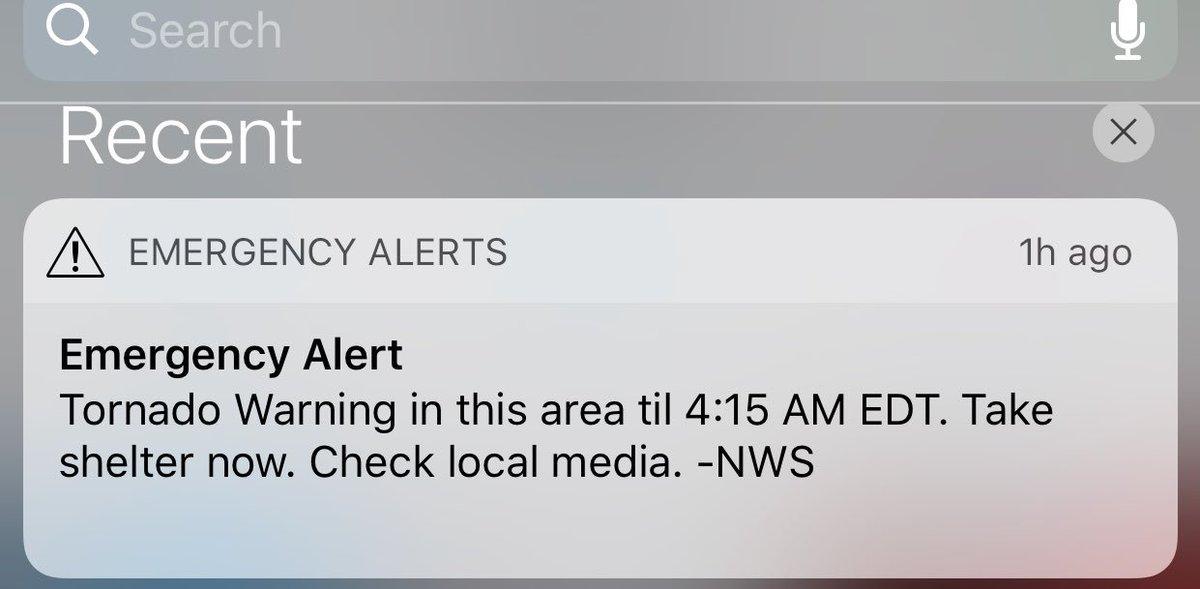 Search
Recent
EMERGENCY ALERTS 1h ago
Emergency Alert
Tornado Warning in this area til 4:15 AM EDT. Take
shelter now. Check local media. -NWS